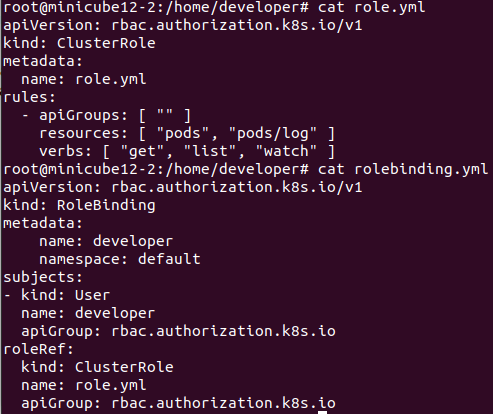 root@minicube12-2:/home/developer# cat role.yml
apiVersion: rbac.authorization.k8s.io/v1
kind: ClusterRole
metadata:
  name: role.yml
rules:
  - apiGroups: [ "" ]
    resources: [ "pods", "pods/log" ]
    verbs: [ "get", "list", "watch" ]
root@minicube12-2:/home/developer# cat rolebinding.yml
apiVersion: rbac.authorization.k8s.io/v1
kind: RoleBinding
metadata:
    name: developer
    namespace: default
subjects:
- kind: User
  name: developer
  apiGroup: rbac.authorization.k8s.io
roleRef:
  kind: ClusterRole
  name: role.yml
  apiGroup: rbac.authorization.k8s.io